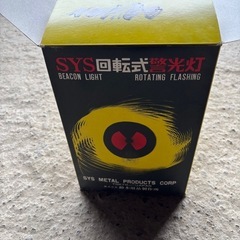 SYS回転式警光灯
BEACON LIGHT ROTATING FLASHING
SYS METAL PRODUCTS CORP